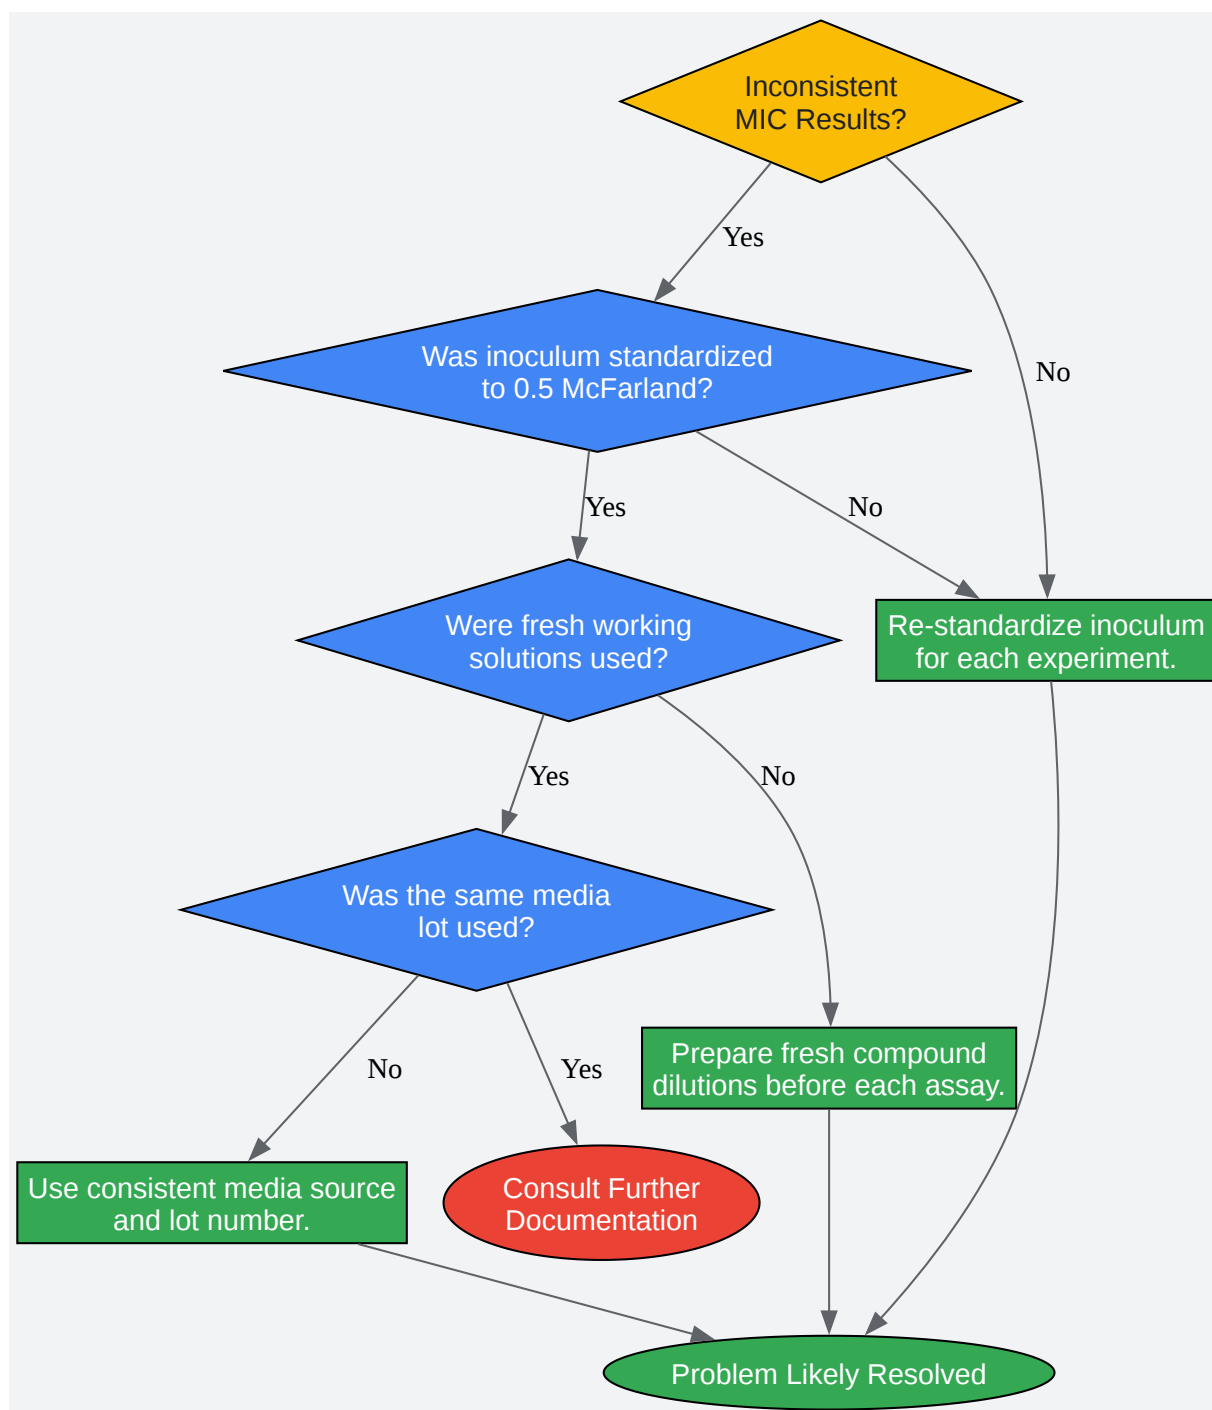 Inconsistent
MIC Results?
Yes
No
Was inoculum standardized
to 0.5 McFarland?
Yes
No
Were fresh working
solutions used?
Re-standardize inoculum
for each experiment.
Yes
No
Was the same media
lot used?
No
Yes
Prepare fresh compound
dilutions before each assay.
Use consistent media source
and lot number.
Consult Further
Documentation
Problem Likely Resolved